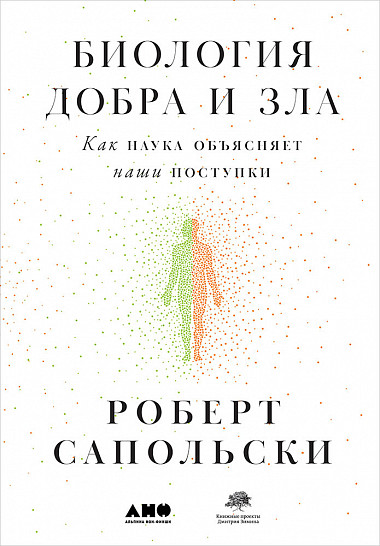 БИОЛОГИЯ
ДОБРА И ЗЛА
Как НАУКА ОБЪЯСНЯЕТ
наши ПОСТУПКИ
РОБЕРТ
САПОЛЬСКИ
АНФ
АЛЬПИНА НОН-ФИКШН
Книжные проекты
Дмитрия Зимина